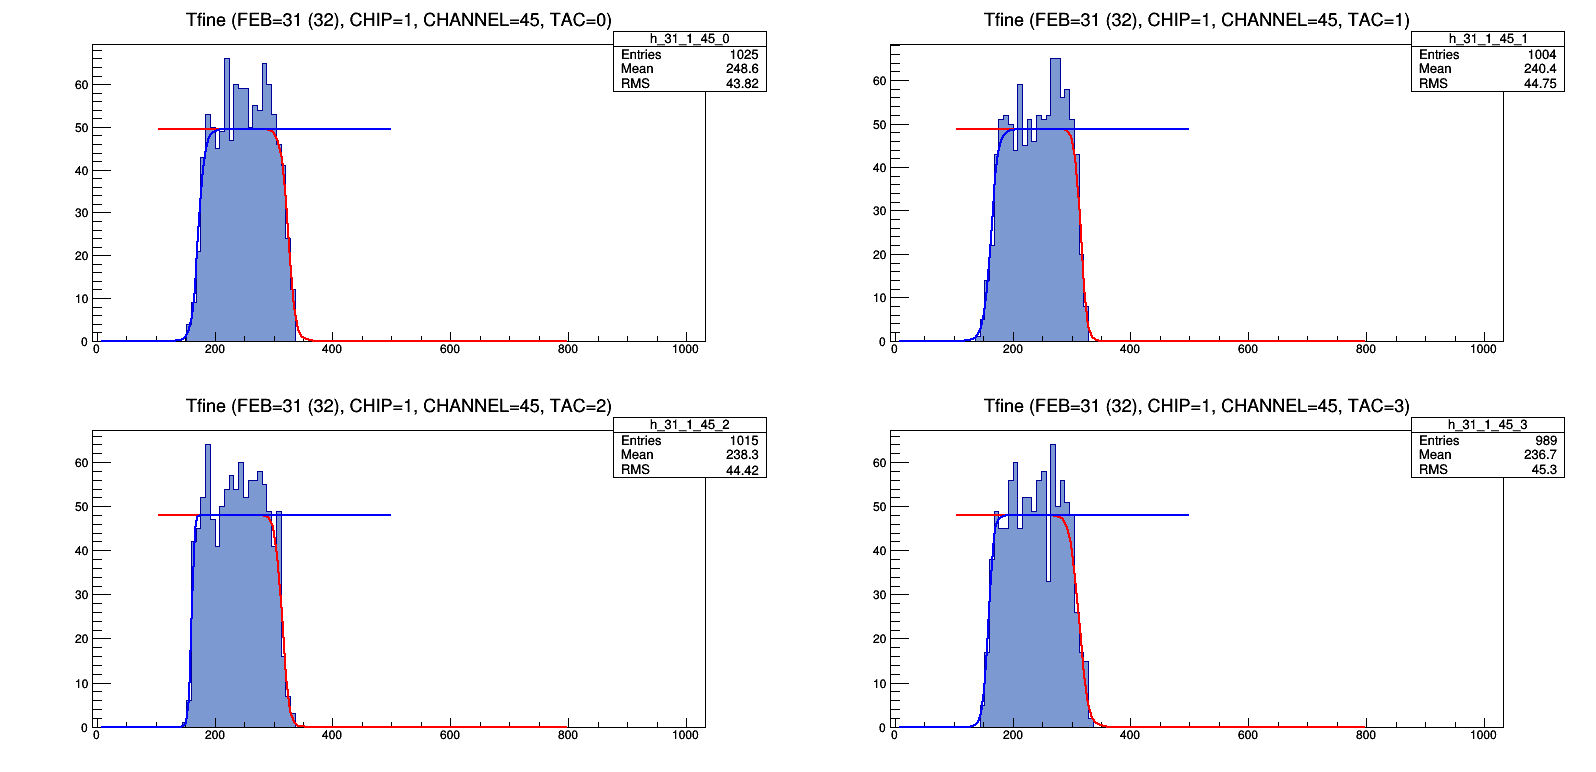 Tfine (FEB=31 (32), CHIP=1, CHANNEL=45, TAC=0)
h_31_1_45_0
Entries 1025
Mean 248.6
RMS 43.82
60
50
40
30
20
10
0
0 200 400 600 800 1000
Tfine (FEB=31 (32), CHIP=1, CHANNEL=45, TAC=1)
h_31_1_45_1
Entries 1004
Mean 240.4
RMS 44.75
60
50
40
30
20
10
0
0 200 400 600 800 1000
Tfine (FEB=31 (32), CHIP=1, CHANNEL=45, TAC=2)
h_31_1_45_2
Entries 1015
Mean 238.3
RMS 44.42
60
50
40
30
20
10
0
0 200 400 600 800 1000
Tfine (FEB=31 (32), CHIP=1, CHANNEL=45, TAC=3)
h_31_1_45_3
Entries 989
Mean 236.7
RMS 45.3
60
50
40
30
20
10
0
0 200 400 600 800 1000